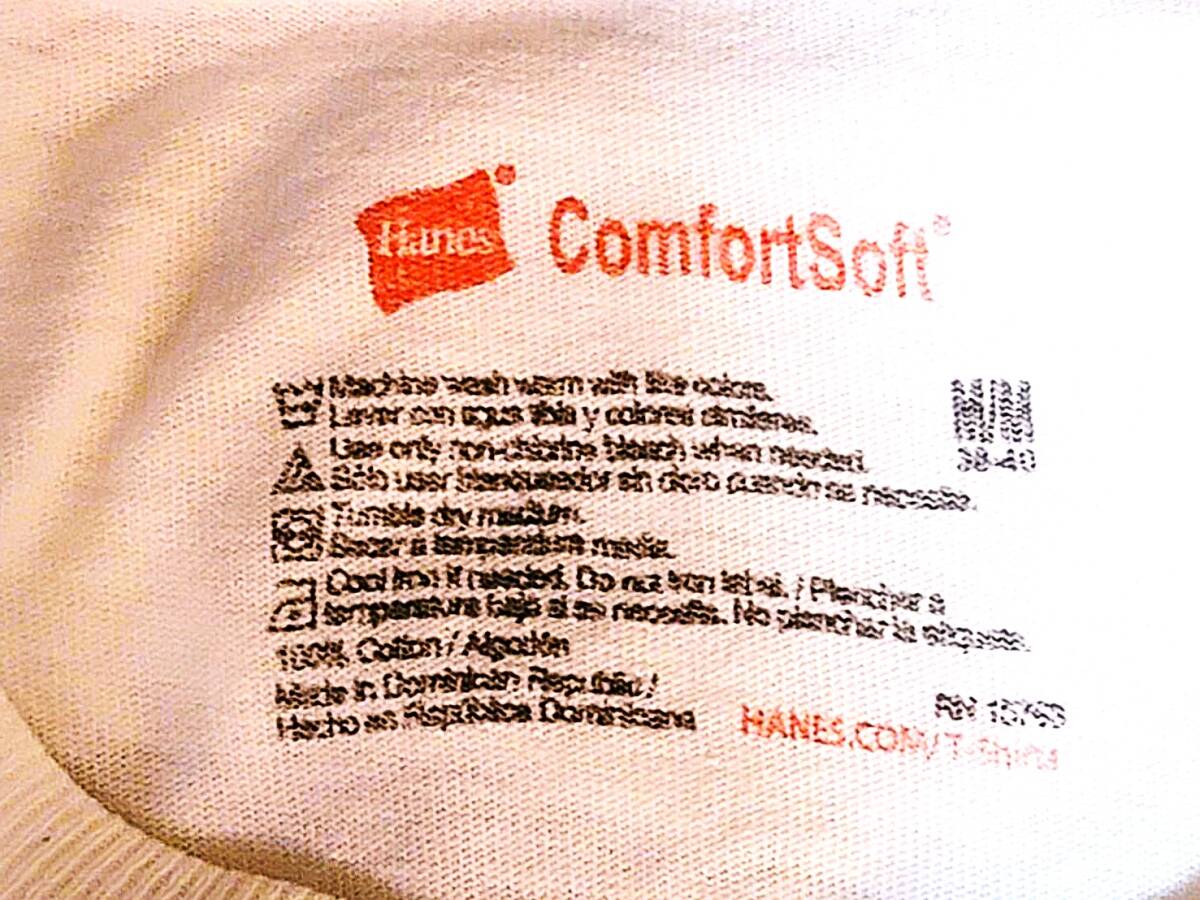 Hanes ComfortSoft
Machine wash warm with like colors.
Lavar con agua tibia y colores similares.
Use only non-chlorine bleach when needed.
Sólo usar blanqueador sin cloro cuando se necesite.
Tumble dry medium.
Secar a temperatura media.
Cool iron if needed. Do not iron label. / Planchar a
temperatura baja si es necesario. No planchar la etiqueta.
100% Cotton / Algodón
Made in Dominican Republic /
Hecho en República Dominicana
RN
HANES.COM/T-Shirts